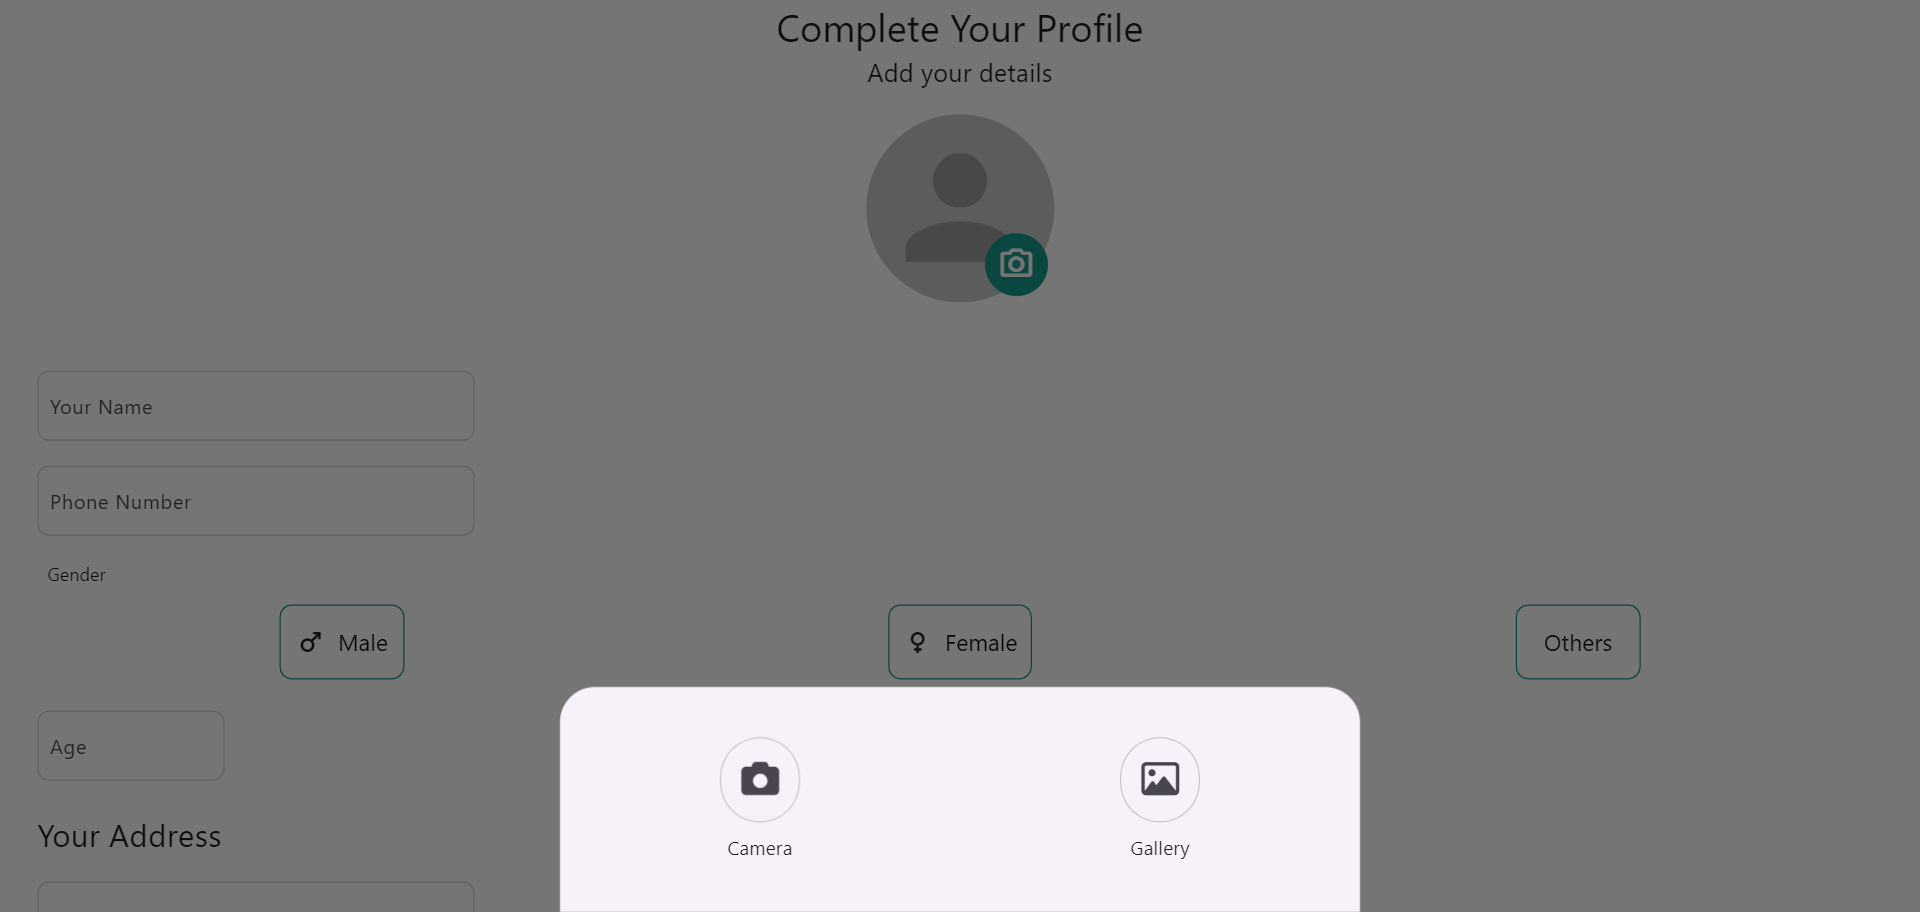 Complete Your Profile
Add your details
Your Name
Phone Number
Gender
Male
Female
Others
Age
Your Address
Camera
Gallery